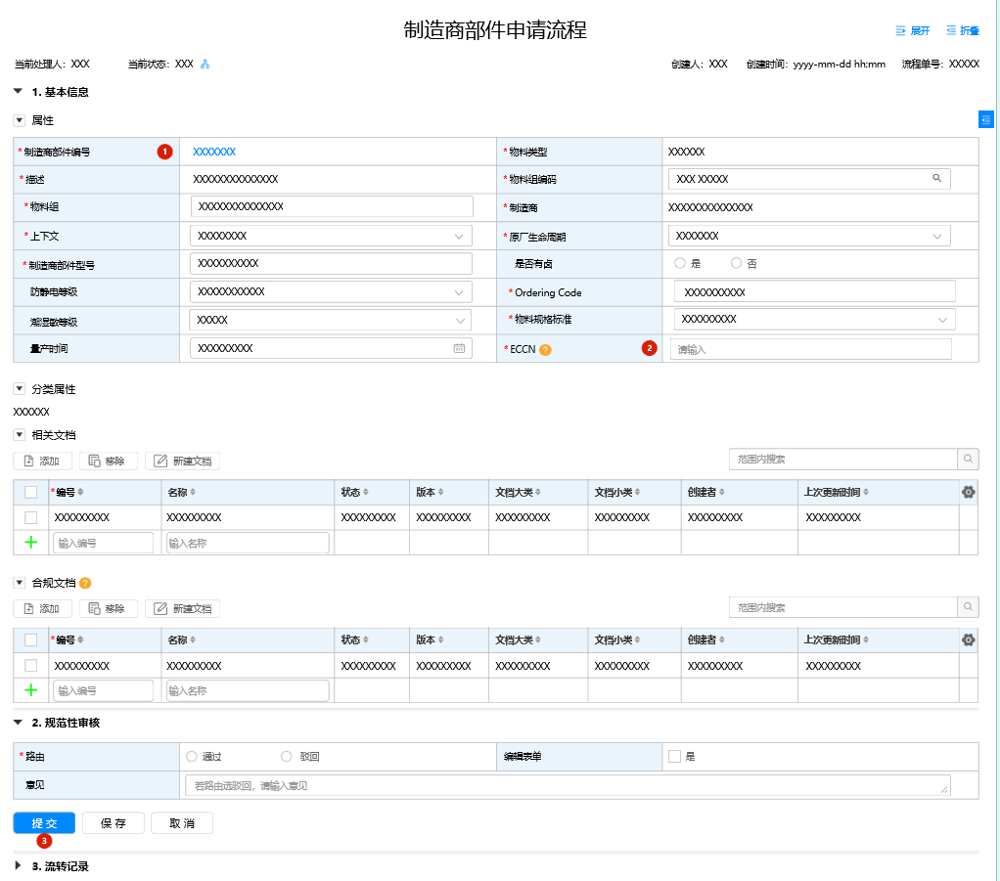 制造商部件申请流程
展开 折叠
当前处理人：XXX 当前状态：XXX 创建人：XXX 创建时间：yyyy-mm-dd hh:mm 流程单号：XXXXX
1. 基本信息
属性
*制造商部件编号 1 XXXXXXX *物料类型 XXXXXX
*描述 XXXXXXXXXXXXXX *物料组编码 XXX XXXXX
*物料组 XXXXXXXXXXXXXX *制造商 XXXXXXXXXXXXXX
*上下文 XXXXXXXX *原厂生命周期 XXXXXXX
*制造商部件型号 XXXXXXXXXX 是否有卤 是 否
防静电等级 XXXXXXXXXXX *Ordering Code XXXXXXXXXX
潮湿敏等级 XXXXX *物料规格标准 XXXXXXXXX
量产时间 XXXXXXXXX *ECCN ? 2 请输入
分类属性
XXXXXX
相关文档
添加 移除 新建文档 范围内搜索
*编号 名称 状态 版本 文档大类 文档小类 创建者 上次更新时间
XXXXXXXXX XXXXXXXXX XXXXXXXXX XXXXXXXXX XXXXXXXXX XXXXXXXXX XXXXXXXXX XXXXXXXXX
输入编号 输入名称
合规文档 ?
添加 移除 新建文档 范围内搜索
*编号 名称 状态 版本 文档大类 文档小类 创建者 上次更新时间
XXXXXXXXX XXXXXXXXX XXXXXXXXX XXXXXXXXX XXXXXXXXX XXXXXXXXX XXXXXXXXX XXXXXXXXX
输入编号 输入名称
2. 规范性审核
*路由 通过 驳回 编辑表单 是
意见 若路由选驳回，请输入意见
提交 保存 取消
3
3. 流转记录